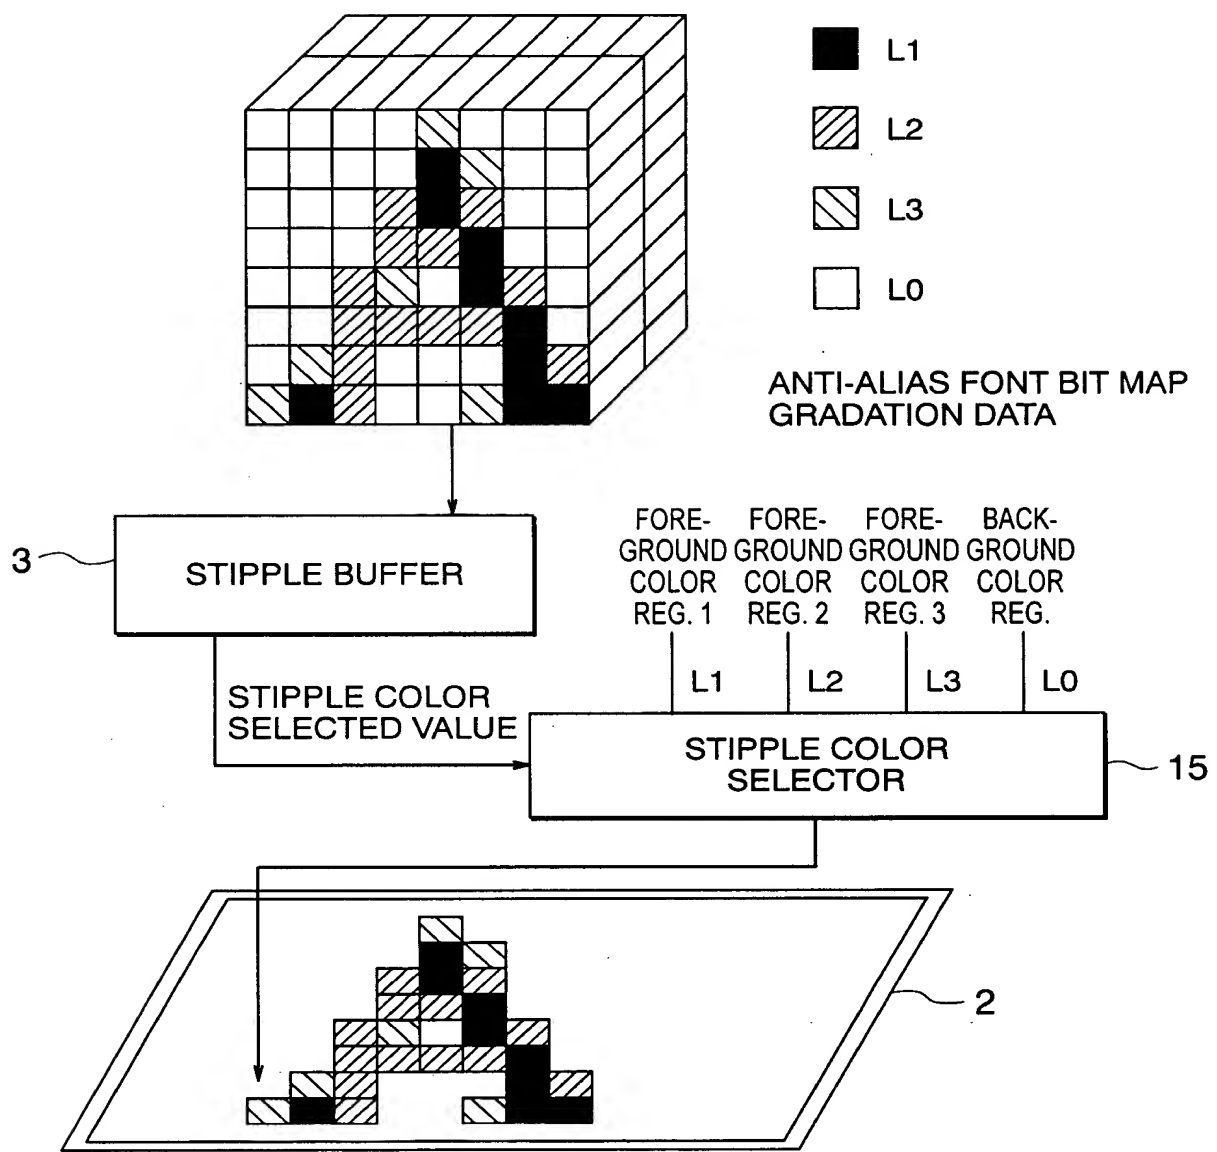 L1
L2
L3
L0
ANTI-ALIAS FONT BIT MAP
GRADATION DATA
3
STIPPLE BUFFER
FORE-
GROUND
COLOR
REG. 1
FORE-
GROUND
COLOR
REG. 2
FORE-
GROUND
COLOR
REG. 3
BACK-
GROUND
COLOR
REG.
L1
L2
L3
L0
STIPPLE COLOR
SELECTED VALUE
STIPPLE COLOR
SELECTOR
15
2